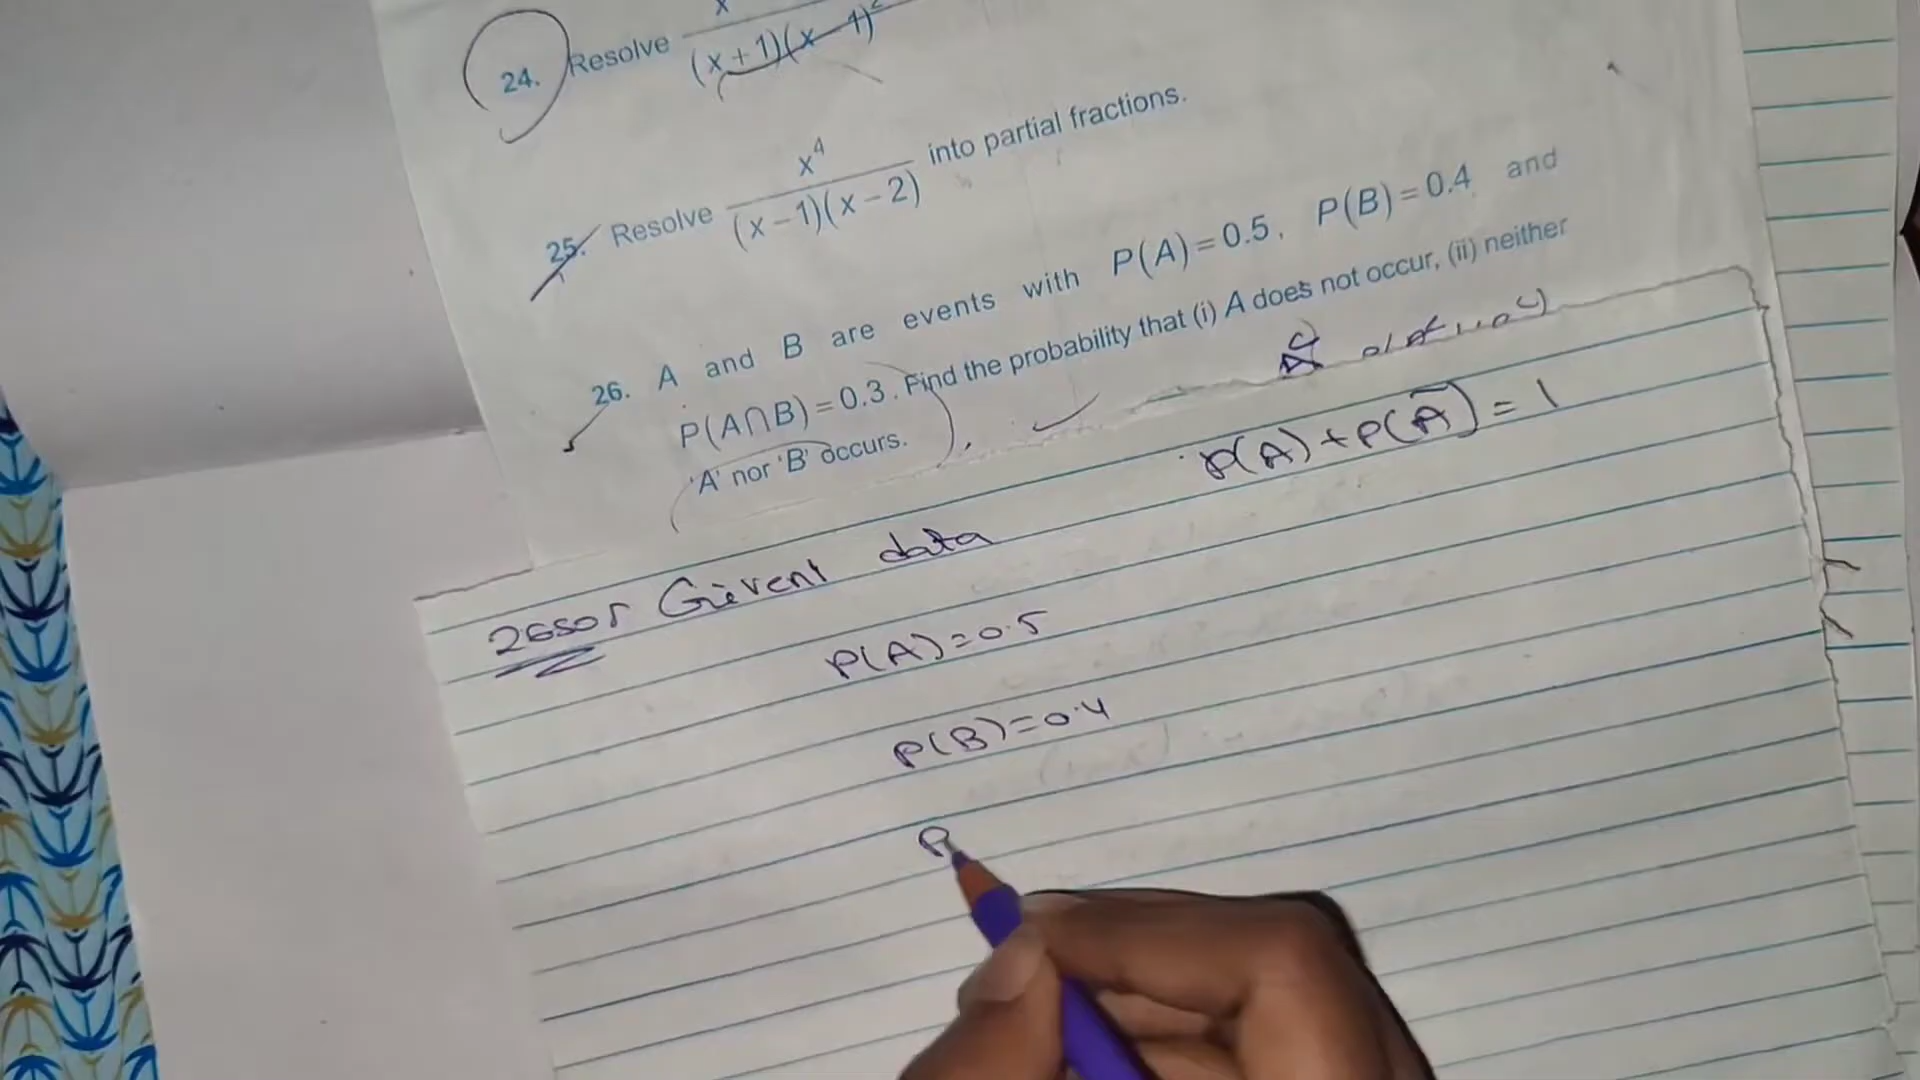 24. Resolve x / (x+1)(x-1)²
25. Resolve x⁴ / (x-1)(x-2) into partial fractions.
26. A and B are events with P(A)=0.5, P(B)=0.4 and
P(A∩B)=0.3. Find the probability that (i) A does not occur, (ii) neither
'A' nor 'B' occurs.
P(A)+P(A̅)=1
26sol Givent data
P(A)=0.5
P(B)=0.4
P